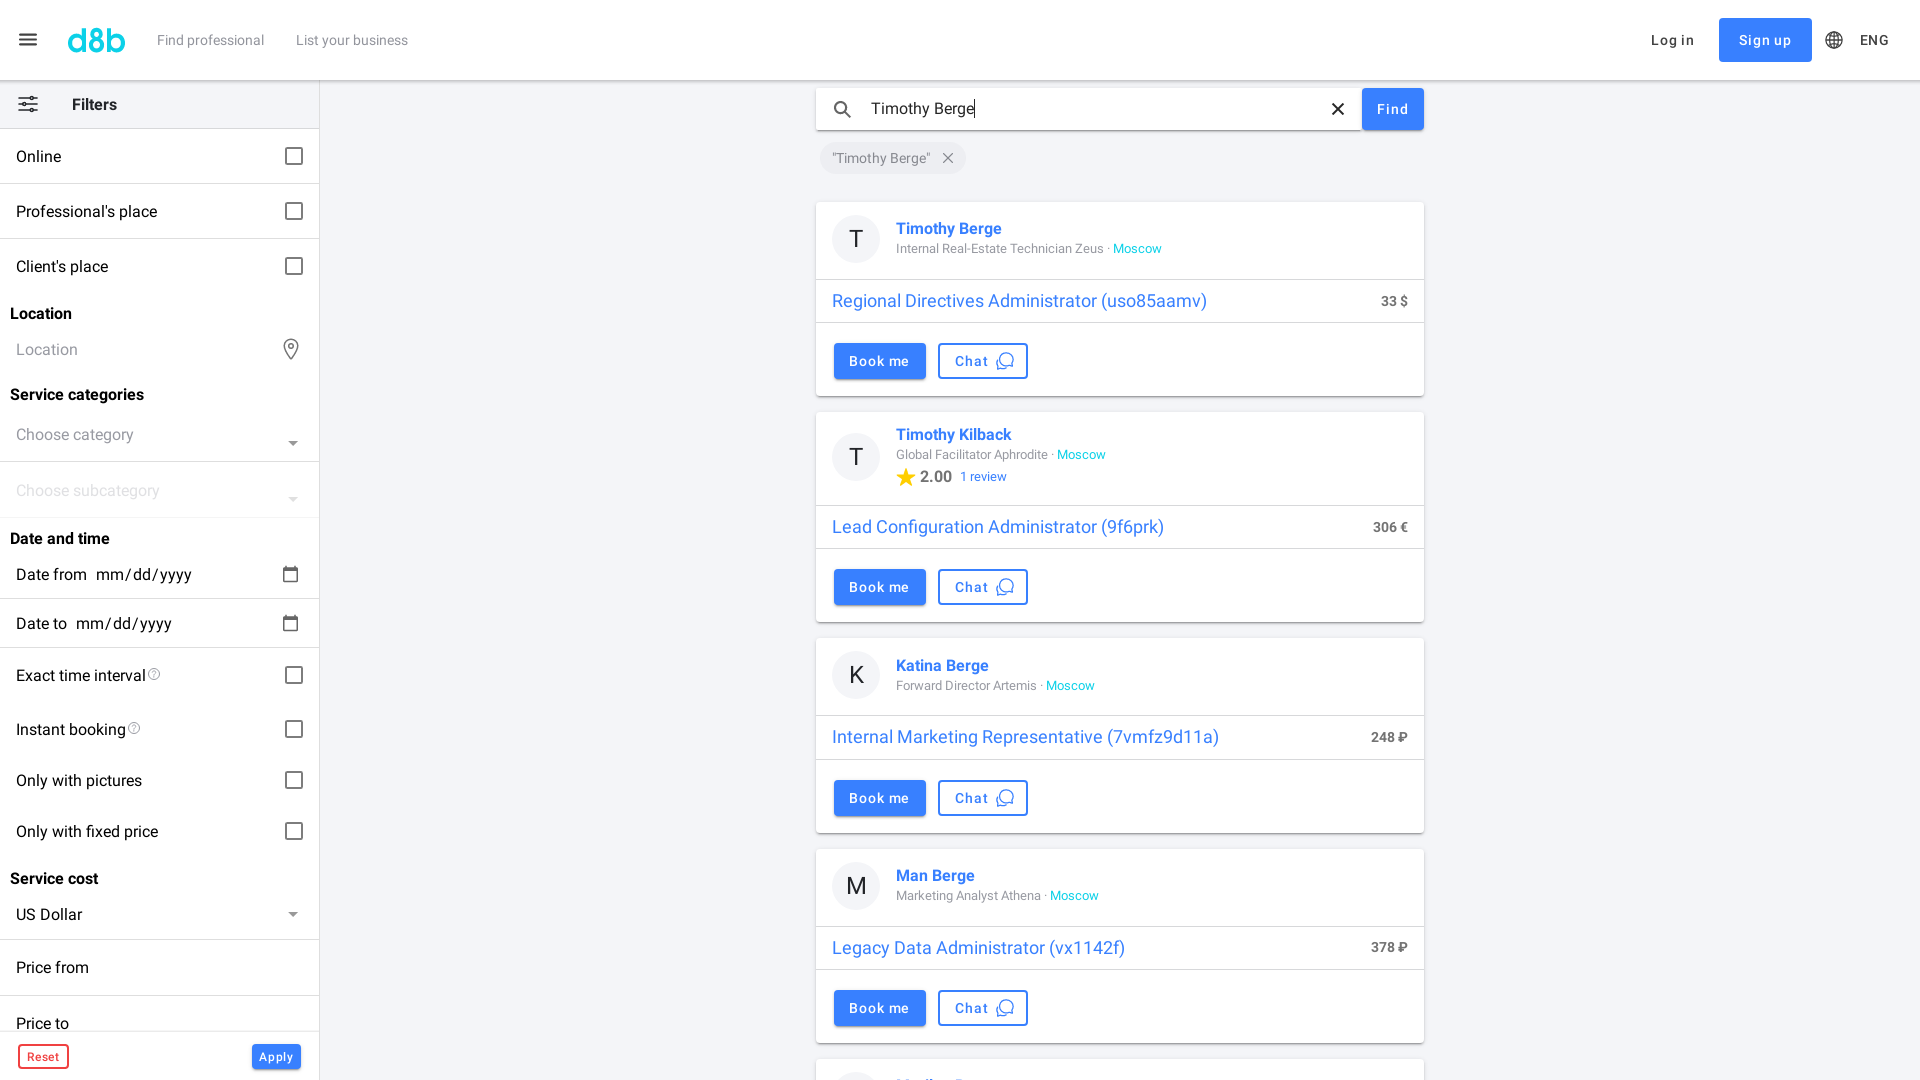 d8b
Find professional
List your business
Log in
Sign up
ENG
Filters
Online
Professional's place
Client's place
Location
Location
Service categories
Choose category
Choose subcategory
Date and time
Date from mm/dd/yyyy
Date to mm/dd/yyyy
Exact time interval
Instant booking
Only with pictures
Only with fixed price
Service cost
US Dollar
Price from
Price to
Reset
Apply
Timothy Berge
Find
"Timothy Berge"
T
Timothy Berge
Internal Real-Estate Technician Zeus · Moscow
Regional Directives Administrator (uso85aamv)
33 $
Book me
Chat
T
Timothy Kilback
Global Facilitator Aphrodite · Moscow
2.00 1 review
Lead Configuration Administrator (9f6prk)
306 €
Book me
Chat
K
Katina Berge
Forward Director Artemis · Moscow
Internal Marketing Representative (7vmfz9d11a)
248 ₽
Book me
Chat
M
Man Berge
Marketing Analyst Athena · Moscow
Legacy Data Administrator (vx1142f)
378 ₽
Book me
Chat